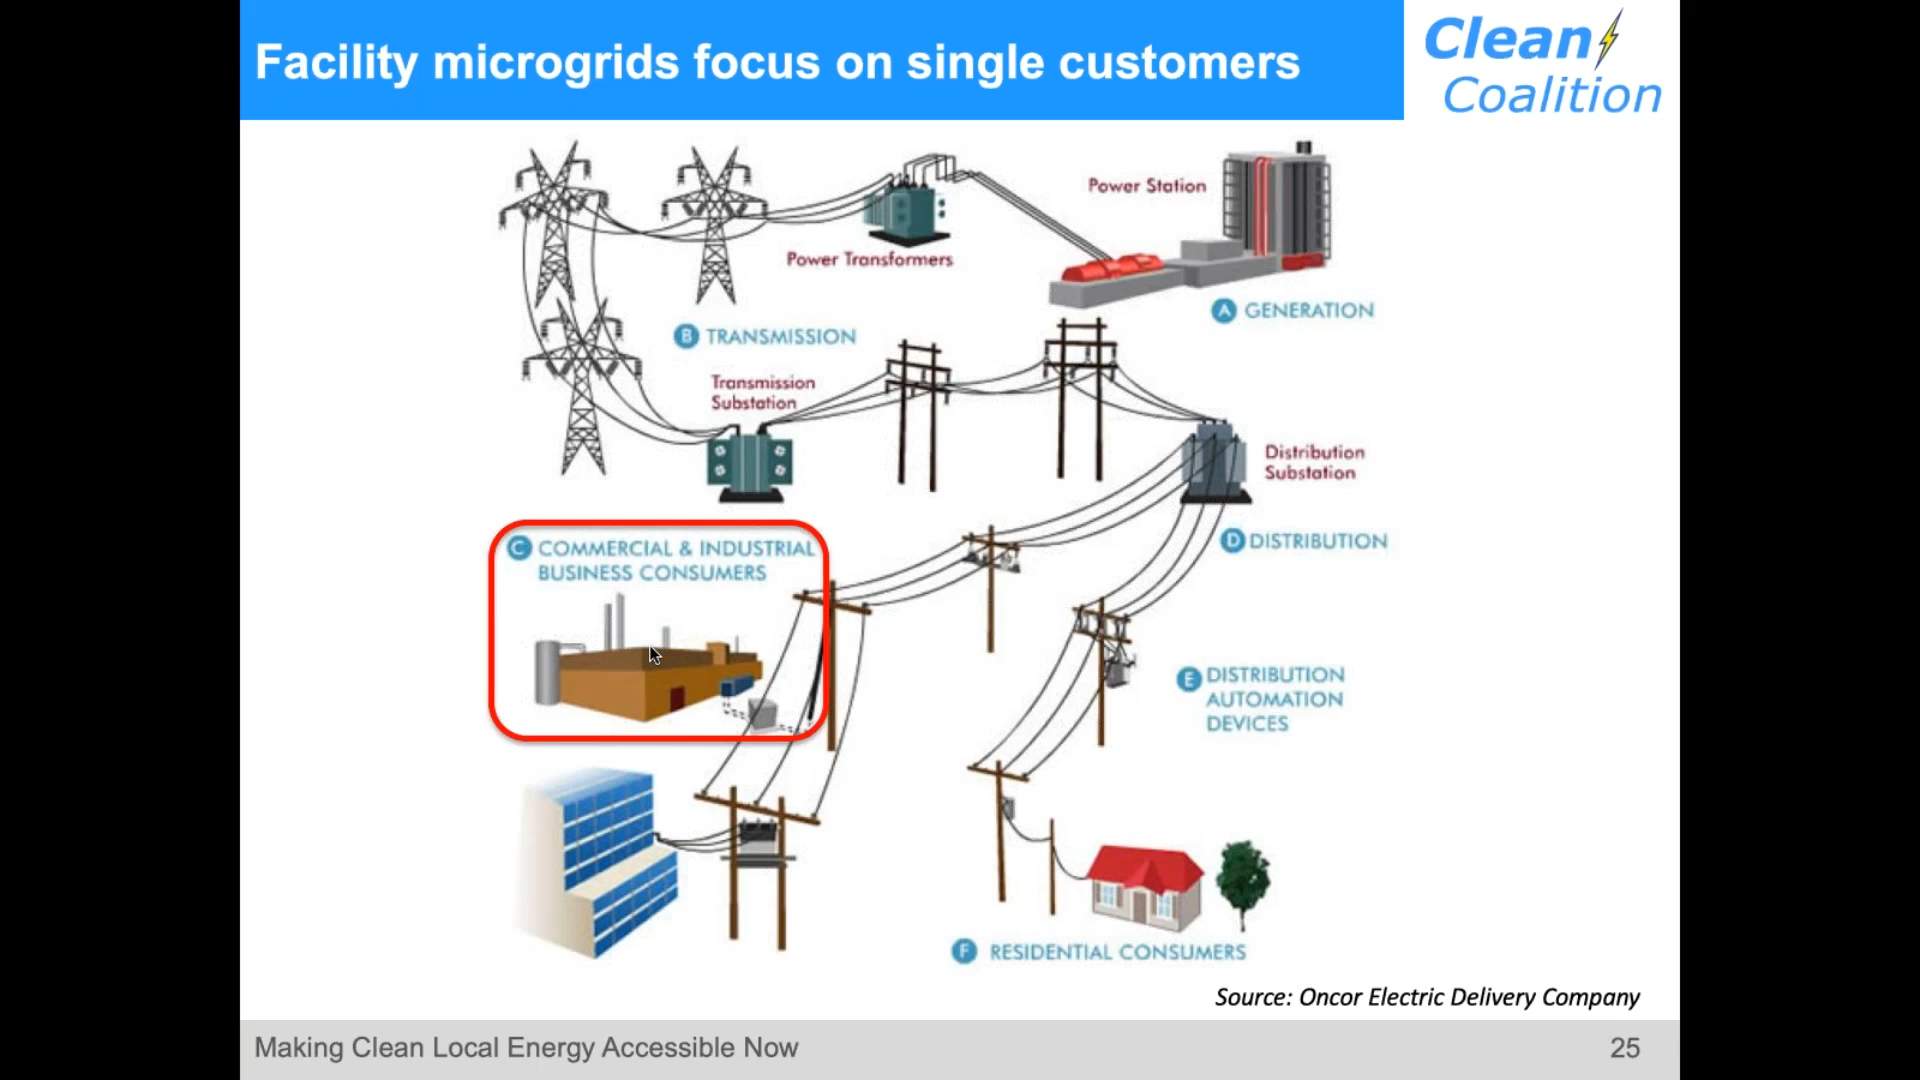 Facility microgrids focus on single customers
Clean
Coalition
Power Station
Power Transformers
A GENERATION
B TRANSMISSION
Transmission
Substation
Distribution
Substation
C COMMERCIAL & INDUSTRIAL
BUSINESS CONSUMERS
D DISTRIBUTION
E DISTRIBUTION
AUTOMATION
DEVICES
F RESIDENTIAL CONSUMERS
Source: Oncor Electric Delivery Company
Making Clean Local Energy Accessible Now
25